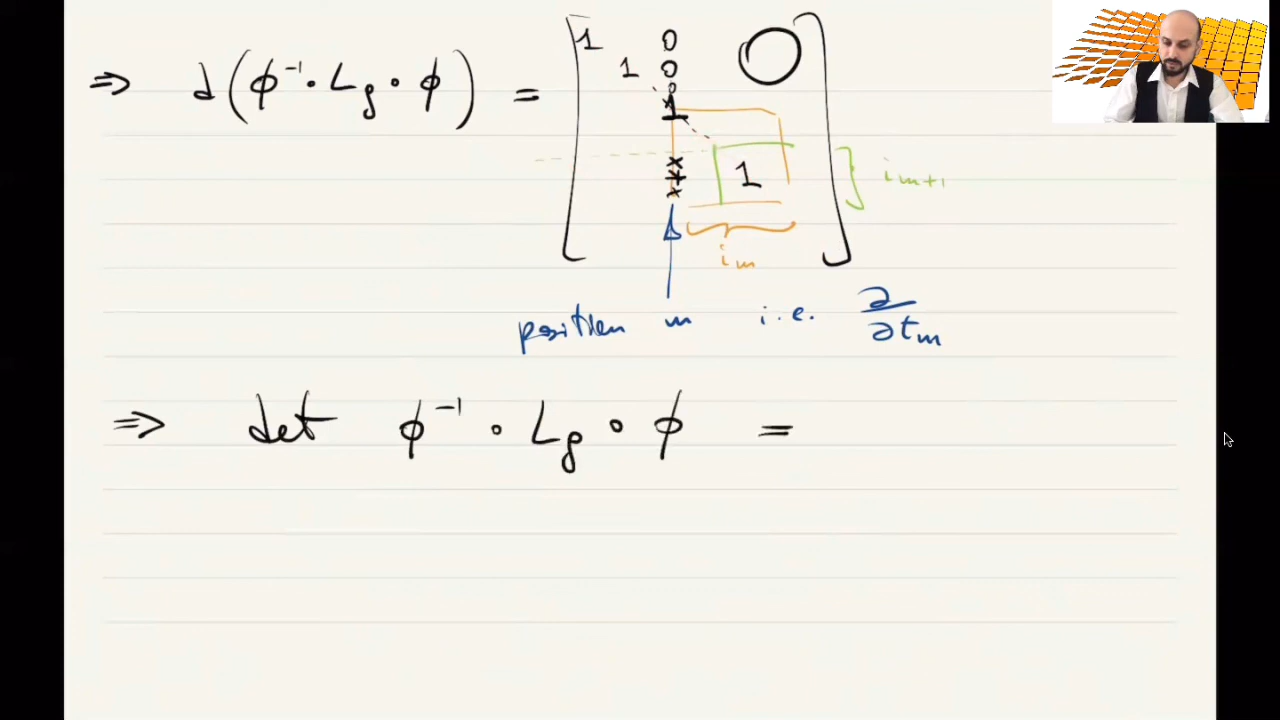 ⇒ d(ϕ⁻¹ ∘ L_g ∘ ϕ) = [ 1 0 O
1 0
0
1
x
x 1 ] } i_{m+1}
x
i_m
position m i.e. ∂/∂t_m
⇒ det ϕ⁻¹ ∘ L_g ∘ ϕ =